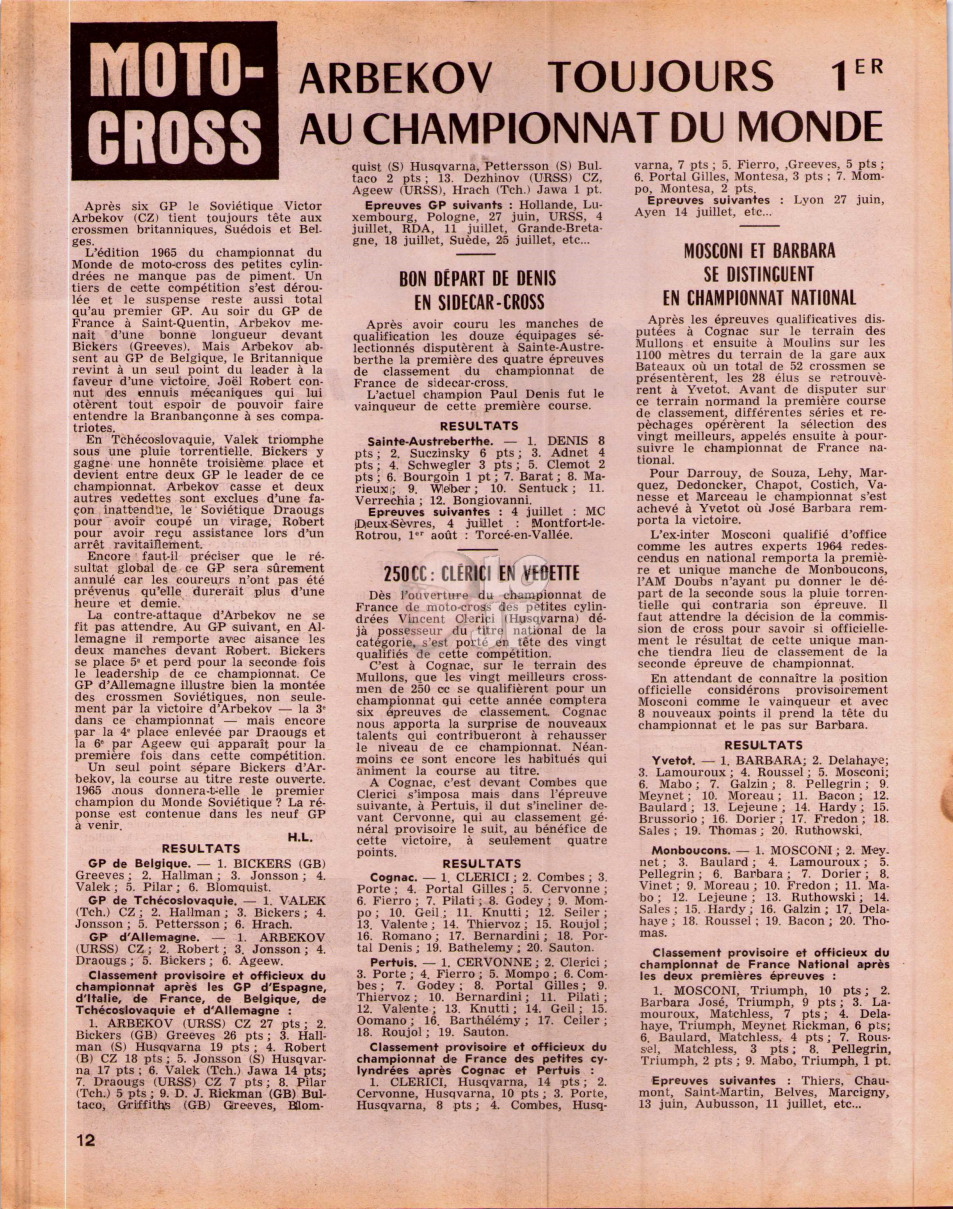 MOTO-
CROSS
ARBEKOV TOUJOURS 1ER
AU CHAMPIONNAT DU MONDE
Après six GP le Soviétique Victor
Arbekov (CZ) tient toujours tête aux
crossmen britanniques, Suédois et Bel-
ges.
L'édition 1965 du championnat du
Monde de moto-cross des petites cylin-
drées ne manque pas de piment. Un
tiers de cette compétition s'est dérou-
lée et le suspense reste aussi total
qu'au premier GP. Au soir du GP de
France à Saint-Quentin, Arbekov me-
nait d'une bonne longueur devant
Bickers (Greeves). Mais Arbekov ab-
sent au GP de Belgique, le Britannique
revint à un seul point du leader à la
faveur d'une victoire. Joël Robert con-
nut des ennuis mécaniques qui lui
otèrent tout espoir de pouvoir faire
entendre la Branbançonne à ses compa-
triotes.
En Tchécoslovaquie, Valek triomphe
sous une pluie torrentielle. Bickers y
gagne une honnête troisième place et
devient entre deux GP le leader de ce
championnat. Arbekov casse et deux
autres vedettes sont exclues d'une fa-
çon inattendue, le Soviétique Draougs
pour avoir coupé un virage, Robert
pour avoir reçu assistance lors d'un
arrêt ravitaillement.
Encore faut-il préciser que le ré-
sultat global de ce GP sera sûrement
annulé car les coureurs n'ont pas été
prévenus qu'elle durerait plus d'une
heure et demie.
La contre-attaque d'Arbekov ne se
fit pas attendre. Au GP suivant, en Al-
lemagne il remporte avec aisance les
deux manches devant Robert. Bickers
se place 5e et perd pour la seconde fois
le leadership de ce championnat. Ce
GP d'Allemagne illustre bien la montée
des crossmen Soviétiques, non seule-
ment par la victoire d'Arbekov — la 3e
dans ce championnat — mais encore
par la 4e place enlevée par Draougs et
la 6e par Ageew qui apparaît pour la
première fois dans cette compétition.
Un seul point sépare Bickers d'Ar-
bekov, la course au titre reste ouverte.
1965 nous donnera-t-elle le premier
champion du Monde Soviétique ? La ré-
ponse est contenue dans les neuf GP
à venir.
H.L.
RESULTATS
GP de Belgique. — 1. BICKERS (GB)
Greeves ; 2. Hallman ; 3. Jonsson ; 4.
Valek ; 5. Pilar ; 6. Blomquist.
GP de Tchécoslovaquie. — 1. VALEK
(Tch.) CZ ; 2. Hallman ; 3. Bickers ; 4.
Jonsson ; 5. Pettersson ; 6. Hrach.
GP d'Allemagne. — 1. ARBEKOV
(URSS) CZ ; 2. Robert ; 3. Jonsson ; 4.
Draougs ; 5. Bickers ; 6. Ageew.
Classement provisoire et officieux du
championnat après les GP d'Espagne,
d'Italie, de France, de Belgique, de
Tchécoslovaquie et d'Allemagne :
1. ARBEKOV (URSS) CZ 27 pts ; 2.
Bickers (GB) Greeves 26 pts ; 3. Hall-
man (S) Husqvarna 19 pts ; 4. Robert
(B) CZ 18 pts ; 5. Jonsson (S) Husqvar-
na 17 pts ; 6. Valek (Tch.) Jawa 14 pts;
7. Draougs (URSS) CZ 7 pts ; 8. Pilar
(Tch.) 5 pts ; 9. D. J. Rickman (GB) Bul-
taco, Griffiths (GB) Greeves, Blom-
quist (S) Husqvarna, Pettersson (S) Bul-
taco 2 pts ; 13. Dezhinov (URSS) CZ,
Ageew (URSS), Hrach (Tch.) Jawa 1 pt.
Epreuves GP suivants : Hollande, Lu-
xembourg, Pologne, 27 juin, URSS, 4
juillet, RDA, 11 juillet, Grande-Breta-
gne, 18 juillet, Suède, 25 juillet, etc...
BON DÉPART DE DENIS
EN SIDECAR-CROSS
Après avoir couru les manches de
qualification les douze équipages sé-
lectionnés disputèrent à Sainte-Austre-
berthe la première des quatre épreuves
de classement du championnat de
France de sidecar-cross.
L'actuel champion Paul Denis fut le
vainqueur de cette première course.
RESULTATS
Sainte-Austreberthe. — 1. DENIS 8
pts ; 2. Suczinsky 6 pts ; 3. Adnet 4
pts ; 4. Schwegler 3 pts ; 5. Clemot 2
pts ; 6. Bourgoin 1 pt ; 7. Barat ; 8. Ma-
rieux ; 9. Weber ; 10. Sentuck ; 11.
Verrechia ; 12. Bongiovanni.
Epreuves suivantes : 4 juillet : MC
Deux-Sèvres, 4 juillet : Montfort-le-
Rotrou, 1er août : Torcé-en-Vallée.
250CC : CLÉRICI EN VEDETTE
Dès l'ouverture du championnat de
France de moto-cross des petites cylin-
drées Vincent Clerici (Husqvarna) dé-
jà possesseur du titre national de la
catégorie, s'est porté en tête des vingt
qualifiés de cette compétition.
C'est à Cognac, sur le terrain des
Mullons, que les vingt meilleurs cross-
men de 250 cc se qualifièrent pour un
championnat qui cette année comptera
six épreuves de classement. Cognac
nous apporta la surprise de nouveaux
talents qui contribueront à rehausser
le niveau de ce championnat. Néan-
moins ce sont encore les habitués qui
animent la course au titre.
A Cognac, c'est devant Combes que
Clerici s'imposa mais dans l'épreuve
suivante, à Pertuis, il dut s'incliner de-
vant Cervonne, qui au classement gé-
néral provisoire le suit, au bénéfice de
cette victoire, à seulement quatre
points.
RESULTATS
Cognac. — 1. CLERICI ; 2. Combes ; 3.
Porte ; 4. Portal Gilles ; 5. Cervonne ;
6. Fierro ; 7. Pilati ; 8. Godey ; 9. Mom-
po ; 10. Geil ; 11. Knutti ; 12. Seiler ;
13. Valente ; 14. Thiervoz ; 15. Roujol ;
16. Romano ; 17. Bernardini ; 18. Por-
tal Denis ; 19. Bathelemy ; 20. Sauton.
Pertuis. — 1. CERVONNE ; 2. Clerici ;
3. Porte ; 4. Fierro ; 5. Mompo ; 6. Com-
bes ; 7. Godey ; 8. Portal Gilles ; 9.
Thiervoz ; 10. Bernardini ; 11. Pilati ;
12. Valente ; 13. Knutti ; 14. Geil ; 15.
Oomano ; 16. Barthélémy ; 17. Ceiler ;
18. Roujol ; 19. Sauton.
Classement provisoire et officieux du
championnat de France des petites cy-
lyndrées après Cognac et Pertuis :
1. CLERICI, Husqvarna, 14 pts ; 2.
Cervonne, Husqvarna, 10 pts ; 3. Porte,
Husqvarna, 8 pts ; 4. Combes, Husq-
varna, 7 pts ; 5. Fierro, ,Greeves, 5 pts ;
6. Portal Gilles, Montesa, 3 pts ; 7. Mom-
po, Montesa, 2 pts.
Epreuves suivantes : Lyon 27 juin,
Ayen 14 juillet, etc...
MOSCONI ET BARBARA
SE DISTINGUENT
EN CHAMPIONNAT NATIONAL
Après les épreuves qualificatives dis-
putées à Cognac sur le terrain des
Mullons et ensuite à Moulins sur les
1100 mètres du terrain de la gare aux
Bateaux où un total de 52 crossmen se
présentèrent, les 28 élus se retrouvè-
rent à Yvetot. Avant de disputer sur
ce terrain normand la première course
de classement, différentes séries et re-
pèchages opérèrent la sélection des
vingt meilleurs, appelés ensuite à pour-
suivre le championnat de France na-
tional.
Pour Darrouy, de Souza, Lehy, Mar-
quez, Dedoncker, Chapot, Costich, Va-
nesse et Marceau le championnat s'est
achevé à Yvetot où José Barbara rem-
porta la victoire.
L'ex-inter Mosconi qualifié d'office
comme les autres experts 1964 redes-
cendus en national remporta la premiè-
re et unique manche de Monboucons,
l'AM Doubs n'ayant pu donner le dé-
part de la seconde sous la pluie torren-
tielle qui contraria son épreuve. Il
faut attendre la décision de la commis-
sion de cross pour savoir si officielle-
ment le résultat de cette unique man-
che tiendra lieu de classement de la
seconde épreuve de championnat.
En attendant de connaître la position
officielle considérons provisoirement
Mosconi comme le vainqueur et avec
8 nouveaux points il prend la tête du
championnat et le pas sur Barbara.
RESULTATS
Yvetot. — 1. BARBARA; 2. Delahaye;
3. Lamouroux ; 4. Roussel ; 5. Mosconi;
6. Mabo ; 7. Galzin ; 8. Pellegrin ; 9.
Meynet ; 10. Moreau ; 11. Bacon ; 12.
Baulard ; 13. Lejeune ; 14. Hardy ; 15.
Brussorio ; 16. Dorier ; 17. Fredon ; 18.
Sales ; 19. Thomas ; 20. Ruthowski.
Monboucons. — 1. MOSCONI ; 2. Mey-
net ; 3. Baulard ; 4. Lamouroux ; 5.
Pellegrin ; 6. Barbara ; 7. Dorier ; 8.
Vinet ; 9. Moreau ; 10. Fredon ; 11. Ma-
bo ; 12. Lejeune ; 13. Ruthowski ; 14.
Sales ; 15. Hardy ; 16. Galzin ; 17. Dela-
haye ; 18. Roussel ; 19. Bacon ; 20. Tho-
mas.
Classement provisoire et officieux du
championnat de France National après
les deux premières épreuves :
1. MOSCONI, Triumph, 10 pts ; 2.
Barbara José, Triumph, 9 pts ; 3. La-
mouroux, Matchless, 7 pts ; 4. Dela-
haye, Triumph, Meynet Rickman, 6 pts;
6. Baulard, Matchless, 4 pts ; 7. Rous-
sel, Matchless, 3 pts ; 8. Pellegrin,
Triumph, 2 pts ; 9. Mabo, Triumph, 1 pt.
Epreuves suivantes : Thiers, Chau-
mont, Saint-Martin, Belves, Marcigny,
13 juin, Aubusson, 11 juillet, etc...
12